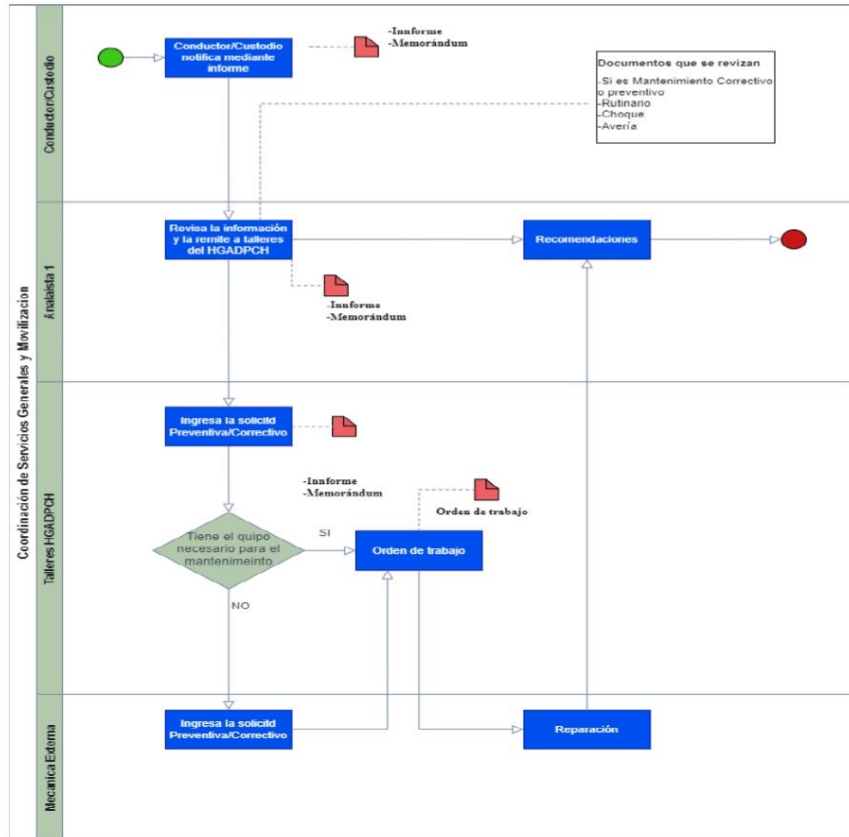 Coordinación de Servicios Generales y Movilizacion
Conductor/Custodio
Conductor/Custodio
notifica mediante
informe
-Innforme
-Memorándum
Documentos que se revizan
-Si es Mantenimiento Correctivo
o preventivo
-Rutinario
-Choque
-Avería
Analaista 1
Revisa la información
y la remite a talleres
del HGADPCH
Recomendaciones
-Innforme
-Memorándum
Talleres HGADPCH
Ingresa la solicitd
Preventiva/Correctivo
-Innforme
-Memorándum
Orden de trabajo
Tiene el quipo
necesario para el
mantenimeinto
SI
Orden de trabajo
NO
Mecanica Externa
Ingresa la solicitd
Preventiva/Correctivo
Reparación